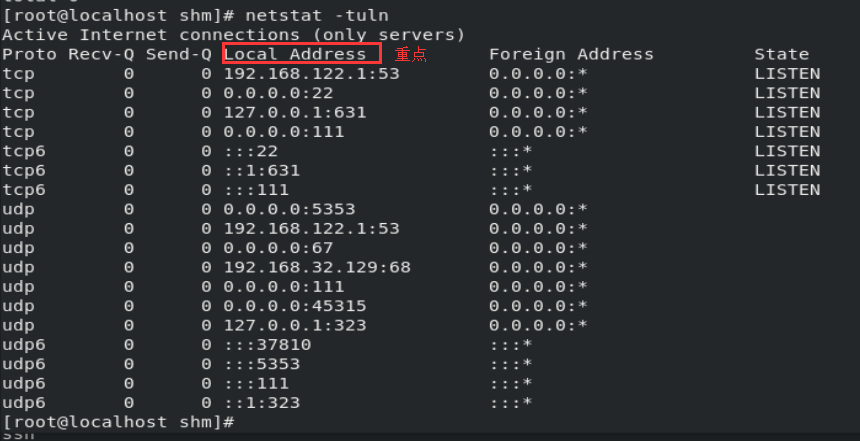 [root@localhost shm]# netstat -tuln
Active Internet connections (only servers)
Proto Recv-Q Send-Q Local Address 重点 Foreign Address State
tcp 0 0 192.168.122.1:53 0.0.0.0:* LISTEN
tcp 0 0 0.0.0.0:22 0.0.0.0:* LISTEN
tcp 0 0 127.0.0.1:631 0.0.0.0:* LISTEN
tcp 0 0 0.0.0.0:111 0.0.0.0:* LISTEN
tcp6 0 0 :::22 :::* LISTEN
tcp6 0 0 ::1:631 :::* LISTEN
tcp6 0 0 :::111 :::* LISTEN
udp 0 0 0.0.0.0:5353 0.0.0.0:*
udp 0 0 192.168.122.1:53 0.0.0.0:*
udp 0 0 0.0.0.0:67 0.0.0.0:*
udp 0 0 192.168.32.129:68 0.0.0.0:*
udp 0 0 0.0.0.0:111 0.0.0.0:*
udp 0 0 0.0.0.0:45315 0.0.0.0:*
udp 0 0 127.0.0.1:323 0.0.0.0:*
udp6 0 0 :::37810 :::*
udp6 0 0 :::5353 :::*
udp6 0 0 :::111 :::*
udp6 0 0 ::1:323 :::*
[root@localhost shm]#